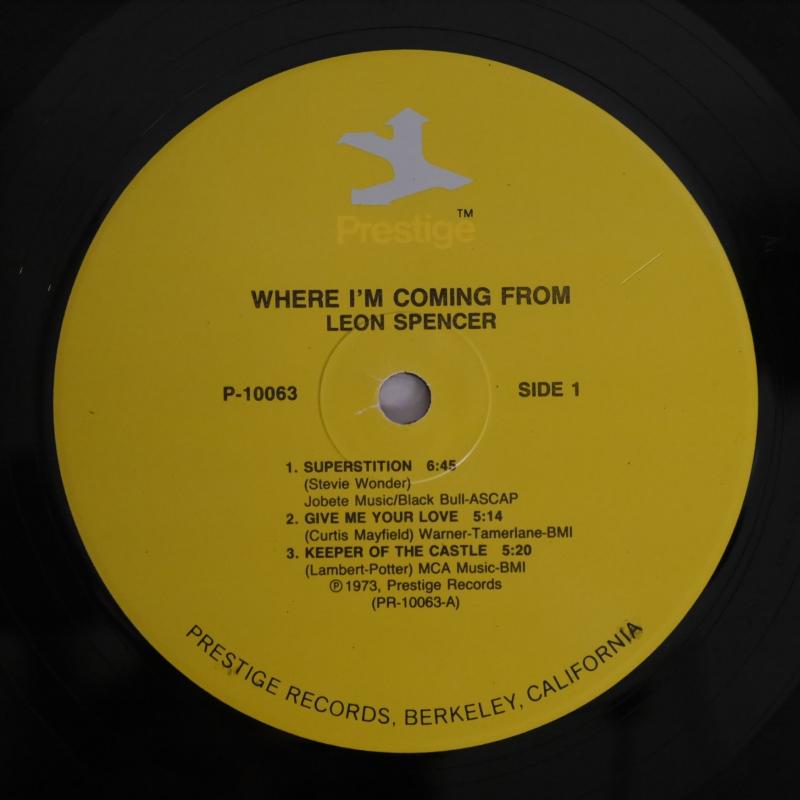 Prestige™
WHERE I'M COMING FROM
LEON SPENCER
P-10063 SIDE 1
1. SUPERSTITION 6:45
(Stevie Wonder)
Jobete Music/Black Bull-ASCAP
2. GIVE ME YOUR LOVE 5:14
(Curtis Mayfield) Warner-Tamerlane-BMI
3. KEEPER OF THE CASTLE 5:20
(Lambert-Potter) MCA Music-BMI
℗ 1973, Prestige Records
(PR-10063-A)
PRESTIGE RECORDS, BERKELEY, CALIFORNIA